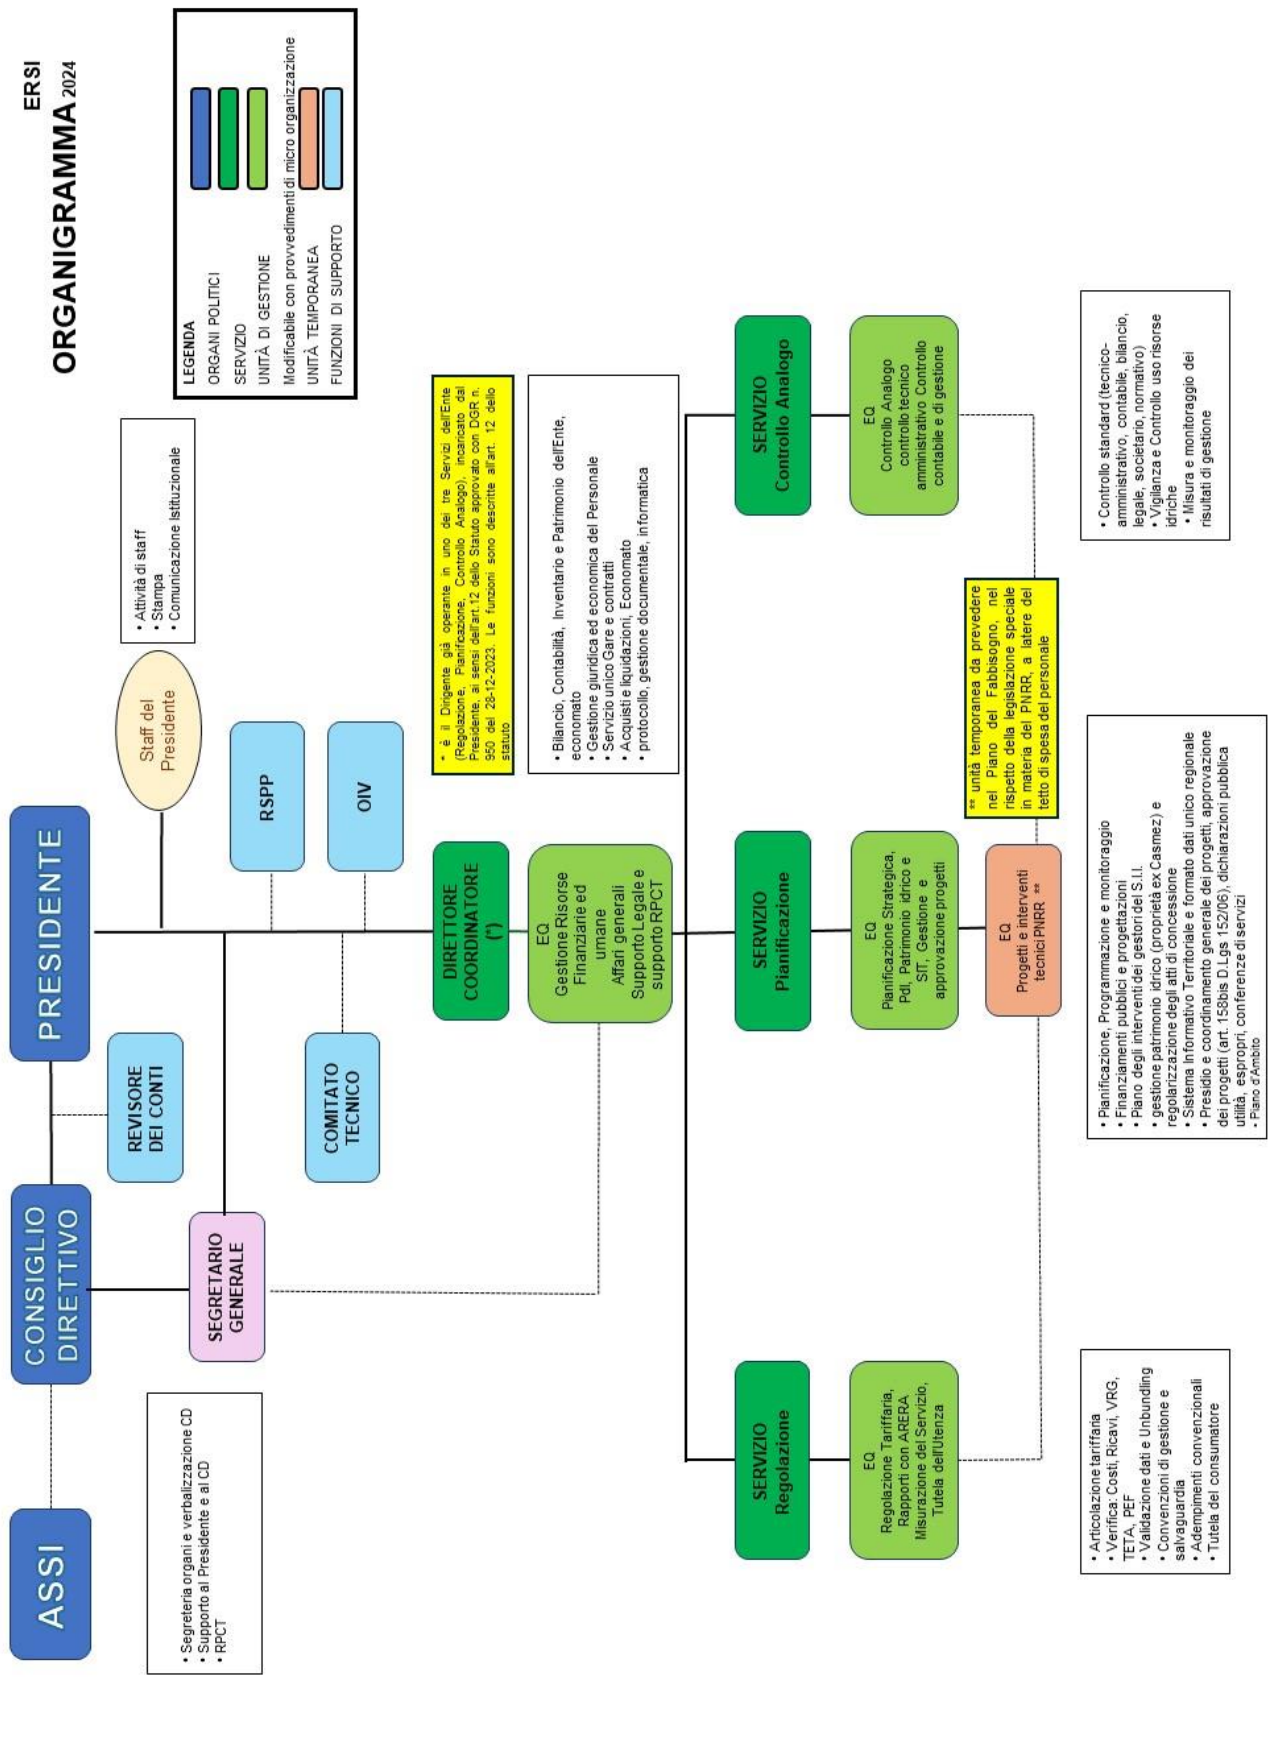 ERSI
ORGANIGRAMMA 2024
LEGENDA
ORGANI POLITICI
SERVIZIO
UNITÀ DI GESTIONE
Modificabile con provvedimenti di micro organizzazione
UNITÀ TEMPORANEA
FUNZIONI DI SUPPORTO
ASSI
CONSIGLIO
DIRETTIVO
PRESIDENTE
REVISORE
DEI CONTI
Staff del
Presidente
• Attività di staff
• Stampa
• Comunicazione Istituzionale
• Segreteria organi e verbalizzazione CD
• Supporto al Presidente e al CD
• RPCT
SEGRETARIO
GENERALE
RSPP
COMITATO
TECNICO
OIV
DIRETTORE
COORDINATORE
(*)
* è il Dirigente già operante in uno dei tre Servizi dell'Ente
(Regolazione, Pianificazione, Controllo Analogo), incaricato dal
Presidente, ai sensi dell'art.12 dello Statuto approvato con DGR n.
950 del 28-12-2023. Le funzioni sono descritte all'art. 12 dello
statuto
EQ
Gestione Risorse
Finanziarie ed
umane
Affari generali
Supporto Legale e
supporto RPCT
• Bilancio, Contabilità, Inventario e Patrimonio dell'Ente,
economato
• Gestione giuridica ed economica del Personale
• Servizio unico Gare e contratti
• Acquisti e liquidazioni, Economato
• protocollo, gestione documentale, informatica
SERVIZIO
Regolazione
SERVIZIO
Pianificazione
SERVIZIO
Controllo Analogo
EQ
Regolazione Tariffaria,
Rapporti con ARERA
Misurazione del Servizio,
Tutela dell'Utenza
EQ
Pianificazione Strategica,
PdI, Patrimonio idrico e
SIT, Gestione e
approvazione progetti
EQ
Controllo Analogo
controllo tecnico
amministrativo Controllo
contabile e di gestione
EQ
Progetti e interventi
tecnici PNRR **
** unità temporanea da prevedere
nel Piano del Fabbisogno, nel
rispetto della legislazione speciale
in materia del PNRR, a latere del
tetto di spesa del personale
• Articolazione tariffaria
• Verifica: Costi, Ricavi, VRG,
TETA, PEF
• Validazione dati e Unbundling
• Convenzioni di gestione e
salvaguardia
• Adempimenti convenzionali
• Tutela del consumatore
• Pianificazione, Programmazione e monitoraggio
• Finanziamenti pubblici e progettazioni
• Piano degli interventi dei gestori del S.I.I.
• gestione patrimonio idrico (proprietà ex Casmez) e
regolarizzazione degli atti di concessione
• Sistema Informativo Territoriale e formato dati unico regionale
• Presidio e coordinamento generale dei progetti, approvazione
dei progetti (art. 158bis D.Lgs 152/06), dichiarazioni pubblica
utilità, espropri, conferenze di servizi
• Piano d'Ambito
• Controllo standard (tecnico-
amministrativo, contabile, bilancio,
legale, societario, normativo)
• Vigilanza e Controllo uso risorse
idriche
• Misura e monitoraggio dei
risultati di gestione